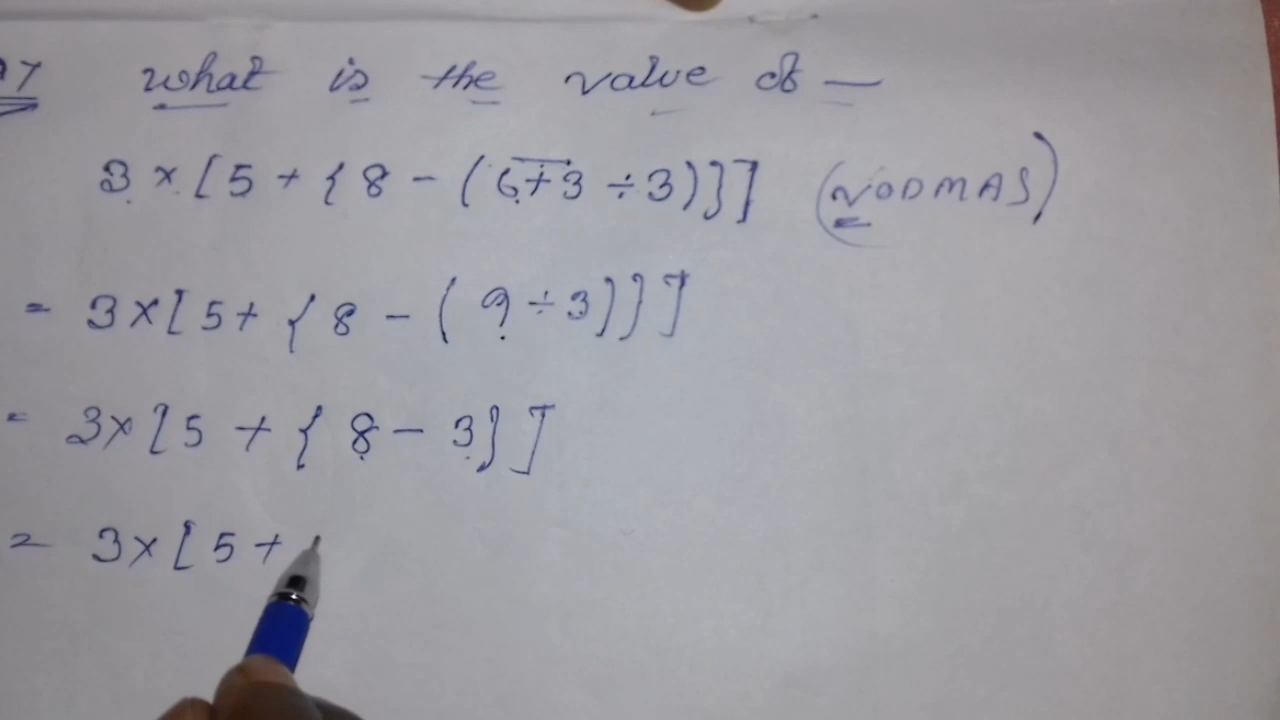 what is the value of —
3 × [5 + {8 - (6̅+̅3̅ ÷ 3)}] (VODMAS)
= 3×[5+ {8 - (9÷3)}]
= 3×[5 + {8 - 3}]
= 3×[5+